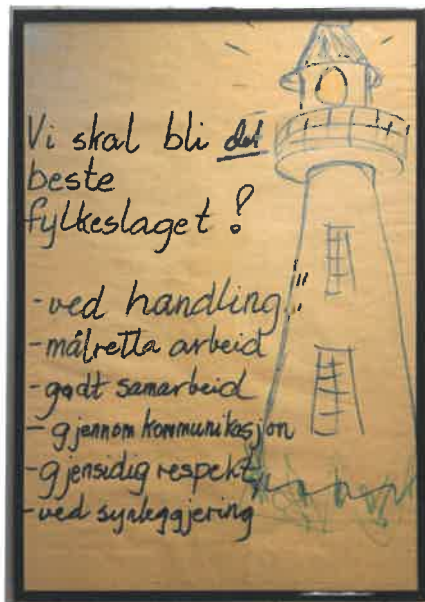 Vi skal bli det
beste
fylkeslaget!
- ved handling
- målretta arbeid
- godt samarbeid
- gjennom kommunikasjon
- gjensidig respekt
- ved synleggjering